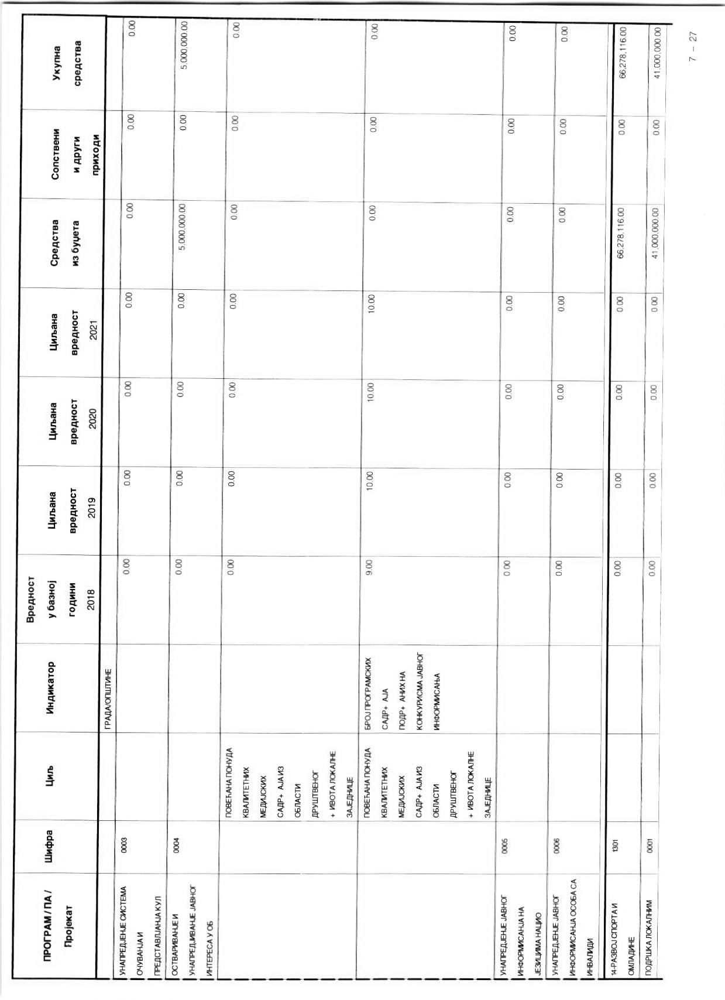 ПРОГРАМ / ПА /
Пројекат
Шифра
Циљ
Индикатор
Вредност
у базној
години
2018
Циљана
вредност
2019
Циљана
вредност
2020
Циљана
вредност
2021
Средства
из буџета
Сопствени
и други
приходи
Укупна
средства
ГРАДА/ОПШТИНЕ
УНАПРЕДЈЕЊЕ СИСТЕМА
ОЧУВАЊА И
ПРЕДСТАВЛЈАЊА КУЛ
0003
0.00
0.00
0.00
0.00
0.00
0.00
0.00
ОСТВАРИВАЊЕ И
УНАПРЕДЈИВАЊЕ ЈАВНОГ
ИНТЕРЕСА У ОБ
0004
0.00
0.00
0.00
0.00
5,000,000.00
0.00
5,000,000.00
ПОВЕЋАНА ПОНУДА
КВАЛИТЕТНИХ
МЕДИЈСКИХ
САДР+ АЈА ИЗ
ОБЛАСТИ
ДРУШТВЕНОГ
+ ИВОТА ЛОКАЛНЕ
ЗАЈЕДНИЦЕ
0.00
0.00
0.00
0.00
0.00
0.00
0.00
ПОВЕЋАНА ПОНУДА
КВАЛИТЕТНИХ
МЕДИЈСКИХ
САДР+ АЈА ИЗ
ОБЛАСТИ
ДРУШТВЕНОГ
+ ИВОТА ЛОКАЛНЕ
ЗАЈЕДНИЦЕ
БРОЈ ПРОГРАМСКИХ
САДР+ АЈА
ПОДР+ АНИХ НА
КОНКУРИСМА ЈАВНОГ
ИНФОРМИСАЊА
9.00
10.00
10.00
10.00
0.00
0.00
0.00
УНАПРЕДЈЕЊЕ ЈАВНОГ
ИНФОРМИСАЊА НА
ЈЕЗИЦИМА НАЦИО
0005
0.00
0.00
0.00
0.00
0.00
0.00
0.00
УНАПРЕДЈЕЊЕ ЈАВНОГ
ИНФОРМИСАЊА ОСОБА СА
ИНВАЛИДИ
0006
0.00
0.00
0.00
0.00
0.00
0.00
0.00
14-РАЗВОЈ СПОРТА И
ОМЛАДИНЕ
1301
0.00
0.00
0.00
0.00
66,278,116.00
0.00
66,278,116.00
ПОДРШКА ЛОКАЛНИМ
0001
0.00
0.00
0.00
0.00
41,000,000.00
0.00
41,000,000.00
7 - 27